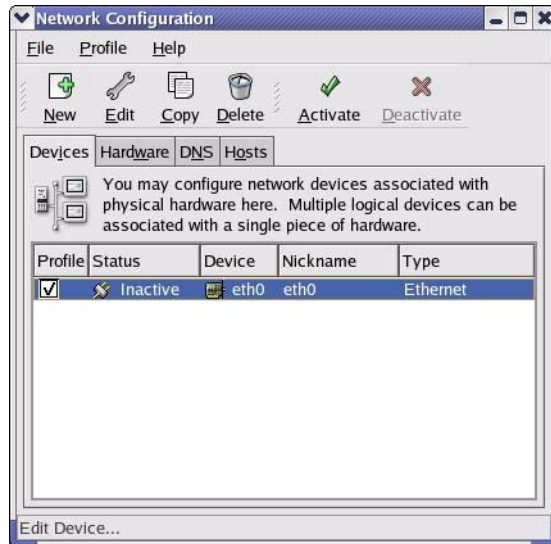 Network Configuration
File Profile Help
New Edit Copy Delete Activate Deactivate
Devices Hardware DNS Hosts
You may configure network devices associated with
physical hardware here. Multiple logical devices can be
associated with a single piece of hardware.
Profile Status Device Nickname Type
Inactive eth0 eth0 Ethernet
Edit Device...